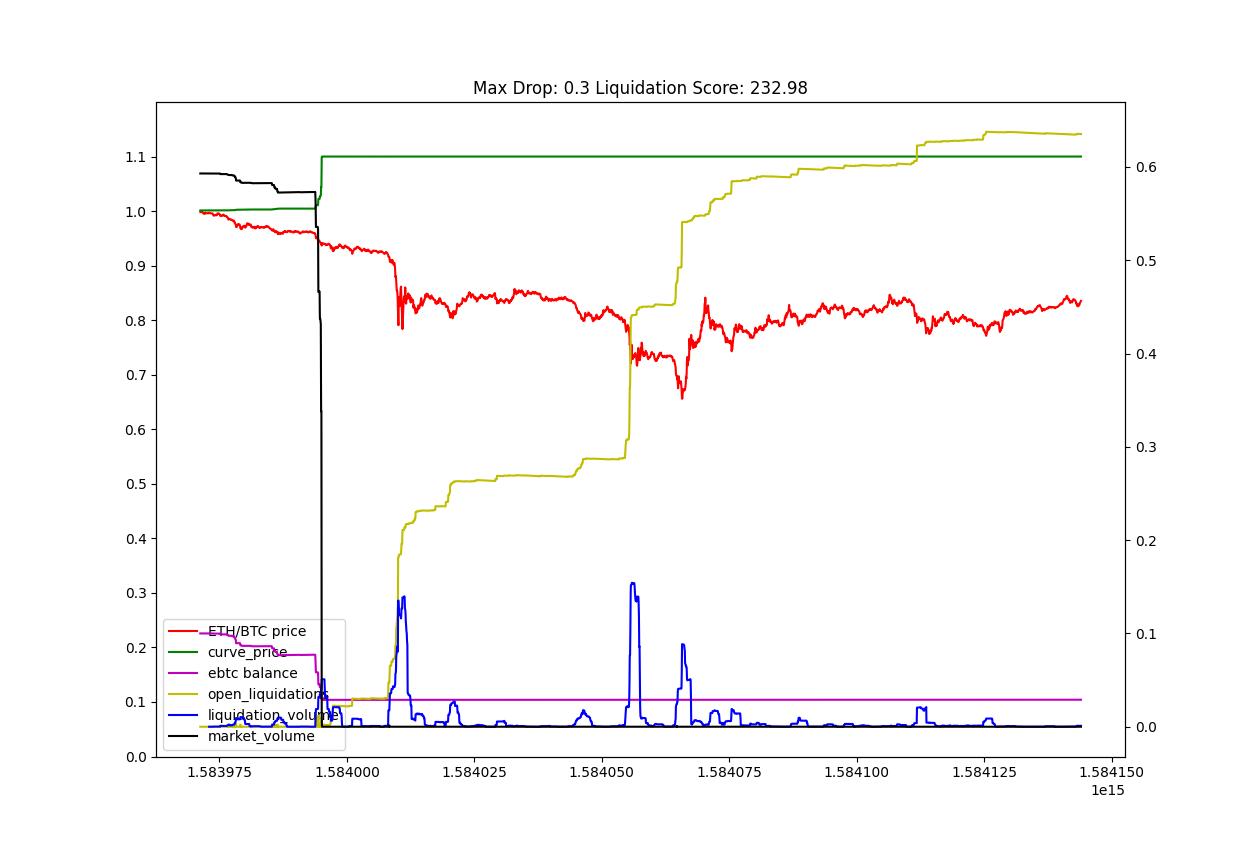 Max Drop: 0.3 Liquidation Score: 232.98
1.1
1.0
0.9
0.8
0.7
0.6
0.5
0.4
0.3
0.2
0.1
0.0
0.6
0.5
0.4
0.3
0.2
0.1
0.0
ETH/BTC price
curve_price
ebtc balance
open_liquidations
liquidation_volume
market_volume
1.583975 1.584000 1.584025 1.584050 1.584075 1.584100 1.584125 1.584150
1e15